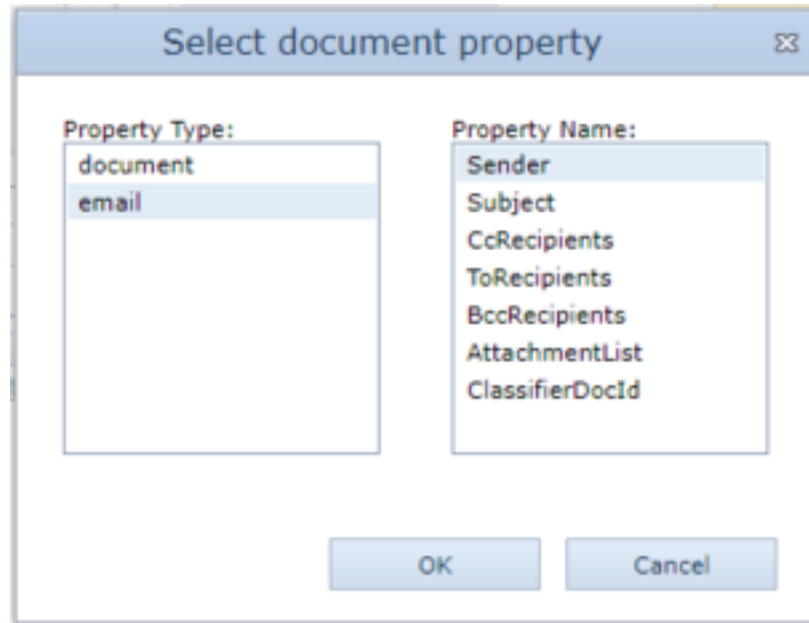 Select document property
Property Type:
document
email
Property Name:
Sender
Subject
CcRecipients
ToRecipients
BccRecipients
AttachmentList
ClassifierDocId
OK
Cancel